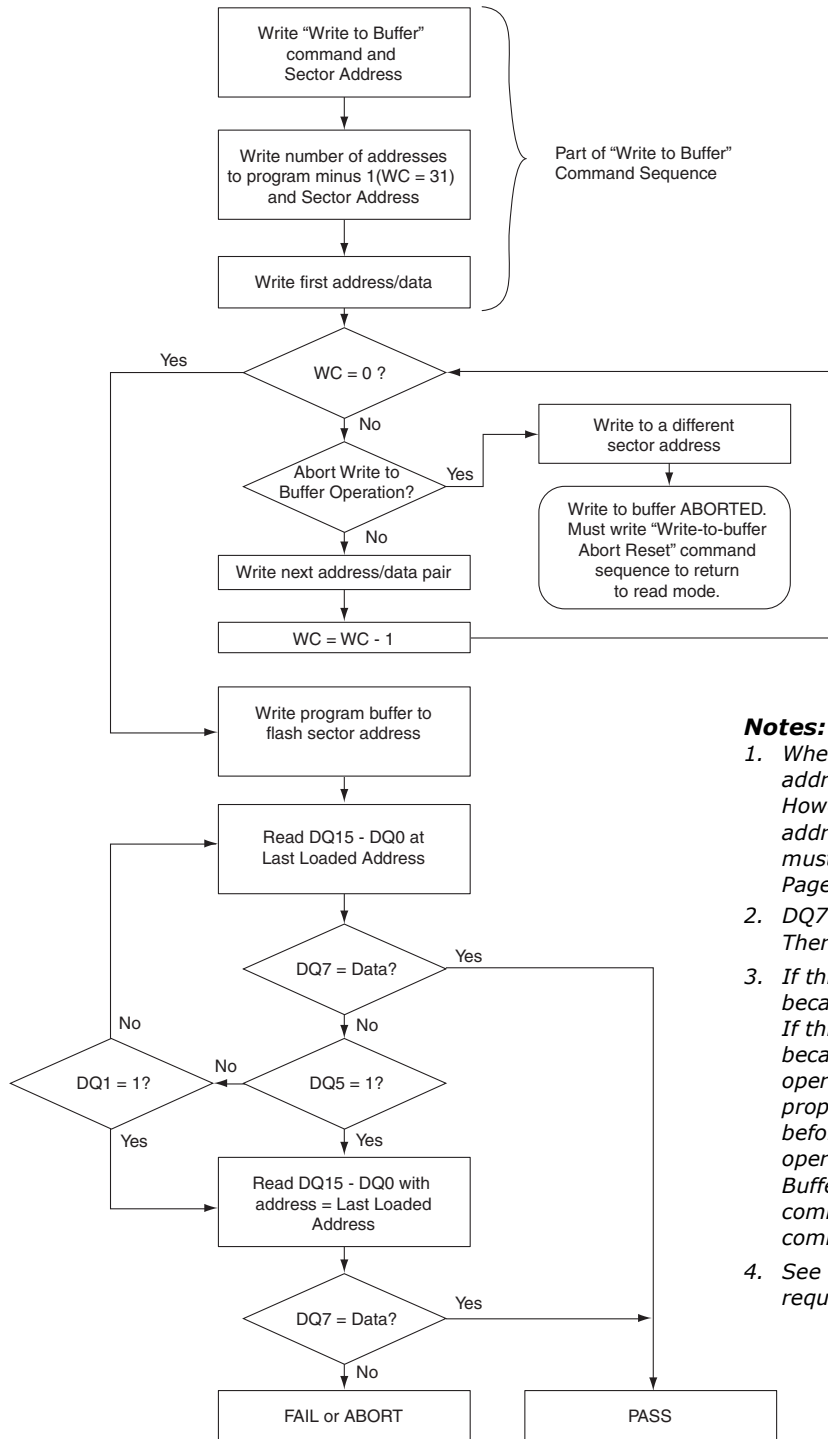 Write “Write to Buffer”
command and
Sector Address
Write number of addresses
to program minus 1(WC = 31)
and Sector Address
Part of “Write to Buffer”
Command Sequence
Write first address/data
Yes
WC = 0 ?
No
Write to a different
sector address
Abort Write to
Buffer Operation?
Yes
No
Write to buffer ABORTED.
Must write “Write-to-buffer
Abort Reset” command
sequence to return
to read mode.
Write next address/data pair
WC = WC - 1
Write program buffer to
flash sector address
Notes:
1. Whe
addr
How
addr
must
Page
2. DQ7
Ther
3. If thi
beca
If thi
beca
oper
prop
befo
oper
Buffe
comm
comm
4. See
requ
Read DQ15 - DQ0 at
Last Loaded Address
DQ7 = Data?
Yes
No
No
DQ1 = 1?
No
DQ5 = 1?
Yes
Yes
Read DQ15 - DQ0 with
address = Last Loaded
Address
DQ7 = Data?
Yes
No
FAIL or ABORT
PASS